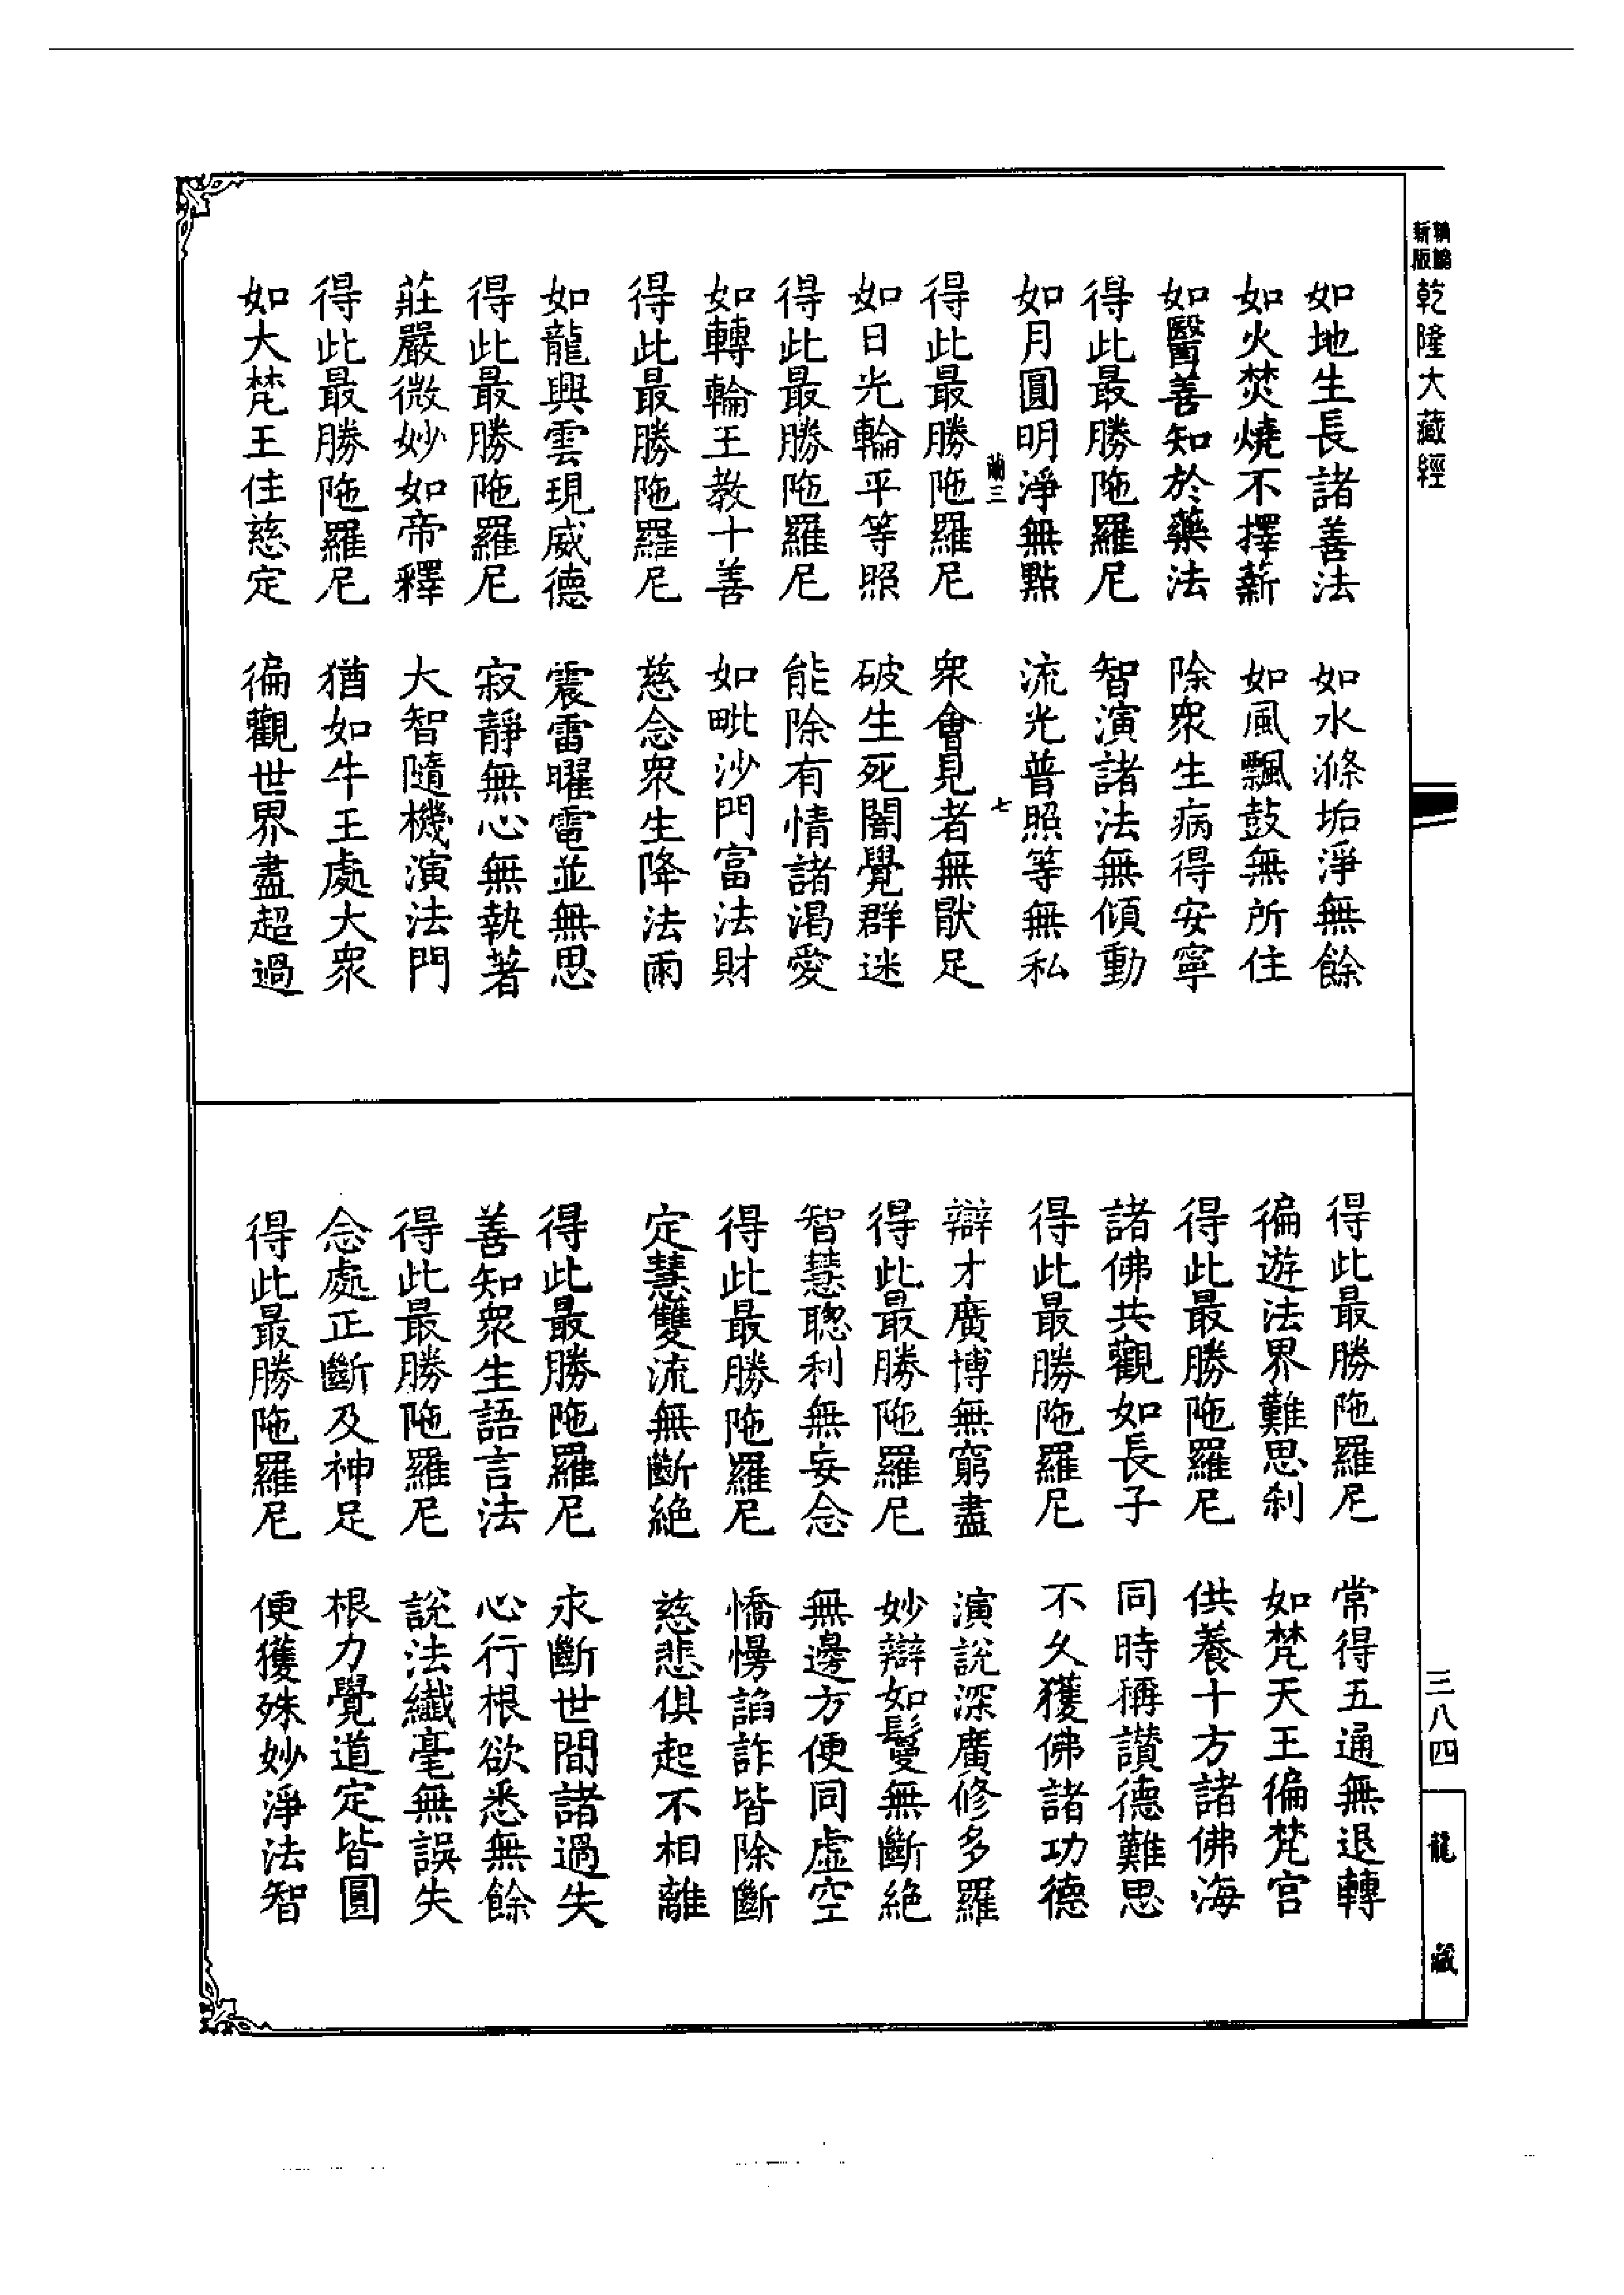 新版
乾隆大藏經
如地生長諸善法　如水滌垢淨無餘
如火焚燒不擇薪　如風飄鼓無所住
如醫善知於藥法　除衆生病得安寧
得此最勝陁羅尼　智演諸法無傾動
如月圓明淨無點　流光普照等無私
蘭三　七
得此最勝陁羅尼　衆會見者無猒足
如日光輪平等照　破生死闇覺群迷
得此最勝陁羅尼　能除有情諸渴愛
如轉輪王教十善　如毗沙門富法財
得此最勝陁羅尼　慈念衆生降法雨
如龍興雲現威德　震雷曜電並無思
得此最勝陁羅尼　寂靜無心無執著
莊嚴微妙如帝釋　大智隨機演法門
得此最勝陁羅尼　猶如牛王處大衆
如大梵王住慈定　徧觀世界盡超過
得此最勝陁羅尼　常得五通無退轉
徧遊法界難思刹　如梵天王徧梵宮
得此最勝陁羅尼　供養十方諸佛海
諸佛共觀如長子　同時稱讃德難思
得此最勝陁羅尼　不久獲佛諸功德
辯才廣博無窮盡　演說深廣修多羅
得此最勝陁羅尼　妙辯如鬘無斷絕
智慧聰利無妄念　無邊方便同虛空
得此最勝陁羅尼　憍慢諂詐皆除斷
定慧雙流無斷絕　慈悲俱起不相離
得此最勝陁羅尼　永斷世間諸過失
善知衆生語言法　心行根欲悉無餘
得此最勝陁羅尼　說法纖毫無誤失
念處正斷及神足　根力覺道定皆圓
得此最勝陁羅尼　便獲殊妙淨法智
三八四
龍藏